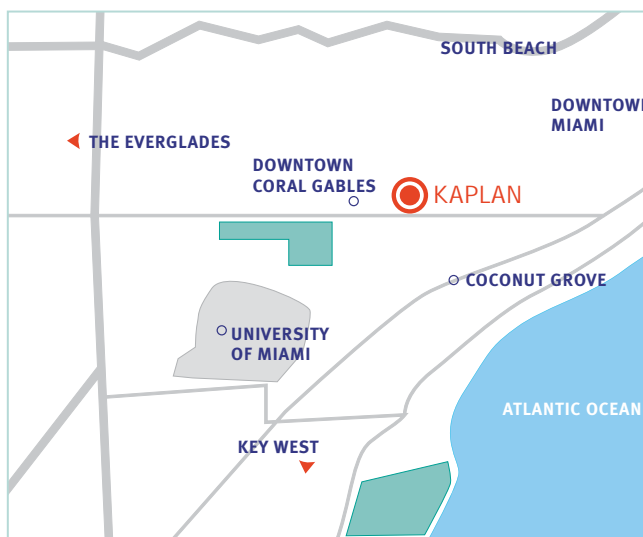 SOUTH BEACH
DOWNTOWN
MIAMI
THE EVERGLADES
DOWNTOWN
CORAL GABLES
KAPLAN
COCONUT GROVE
UNIVERSITY
OF MIAMI
ATLANTIC OCEAN
KEY WEST